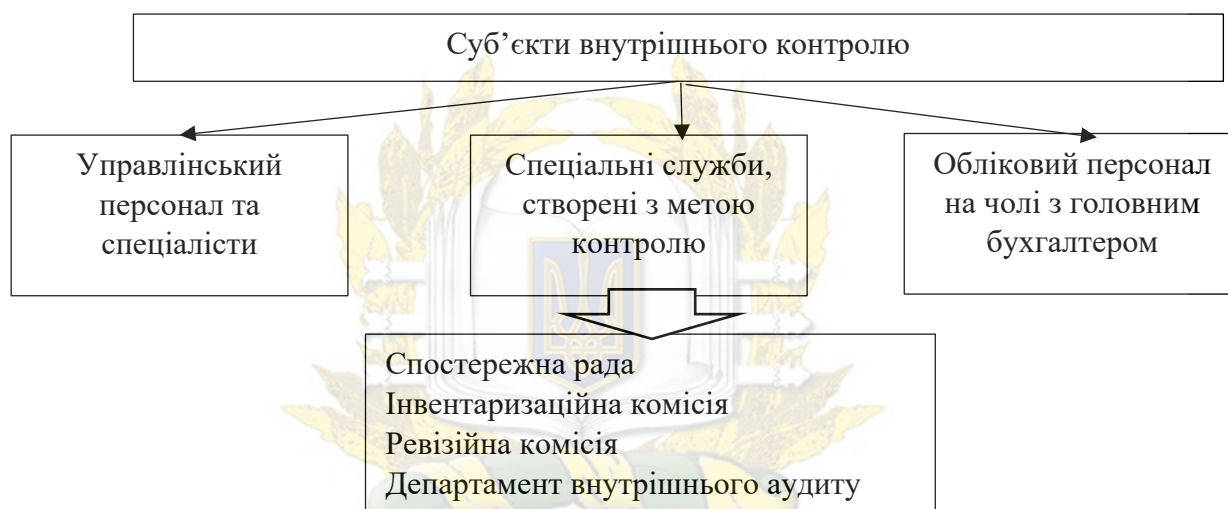 Суб’єкти внутрішнього контролю
Управлінський
персонал та
спеціалісти
Спеціальні служби,
створені з метою
контролю
Обліковий персонал
на чолі з головним
бухгалтером
Спостережна рада
Інвентаризаційна комісія
Ревізійна комісія
Департамент внутрішнього аудиту